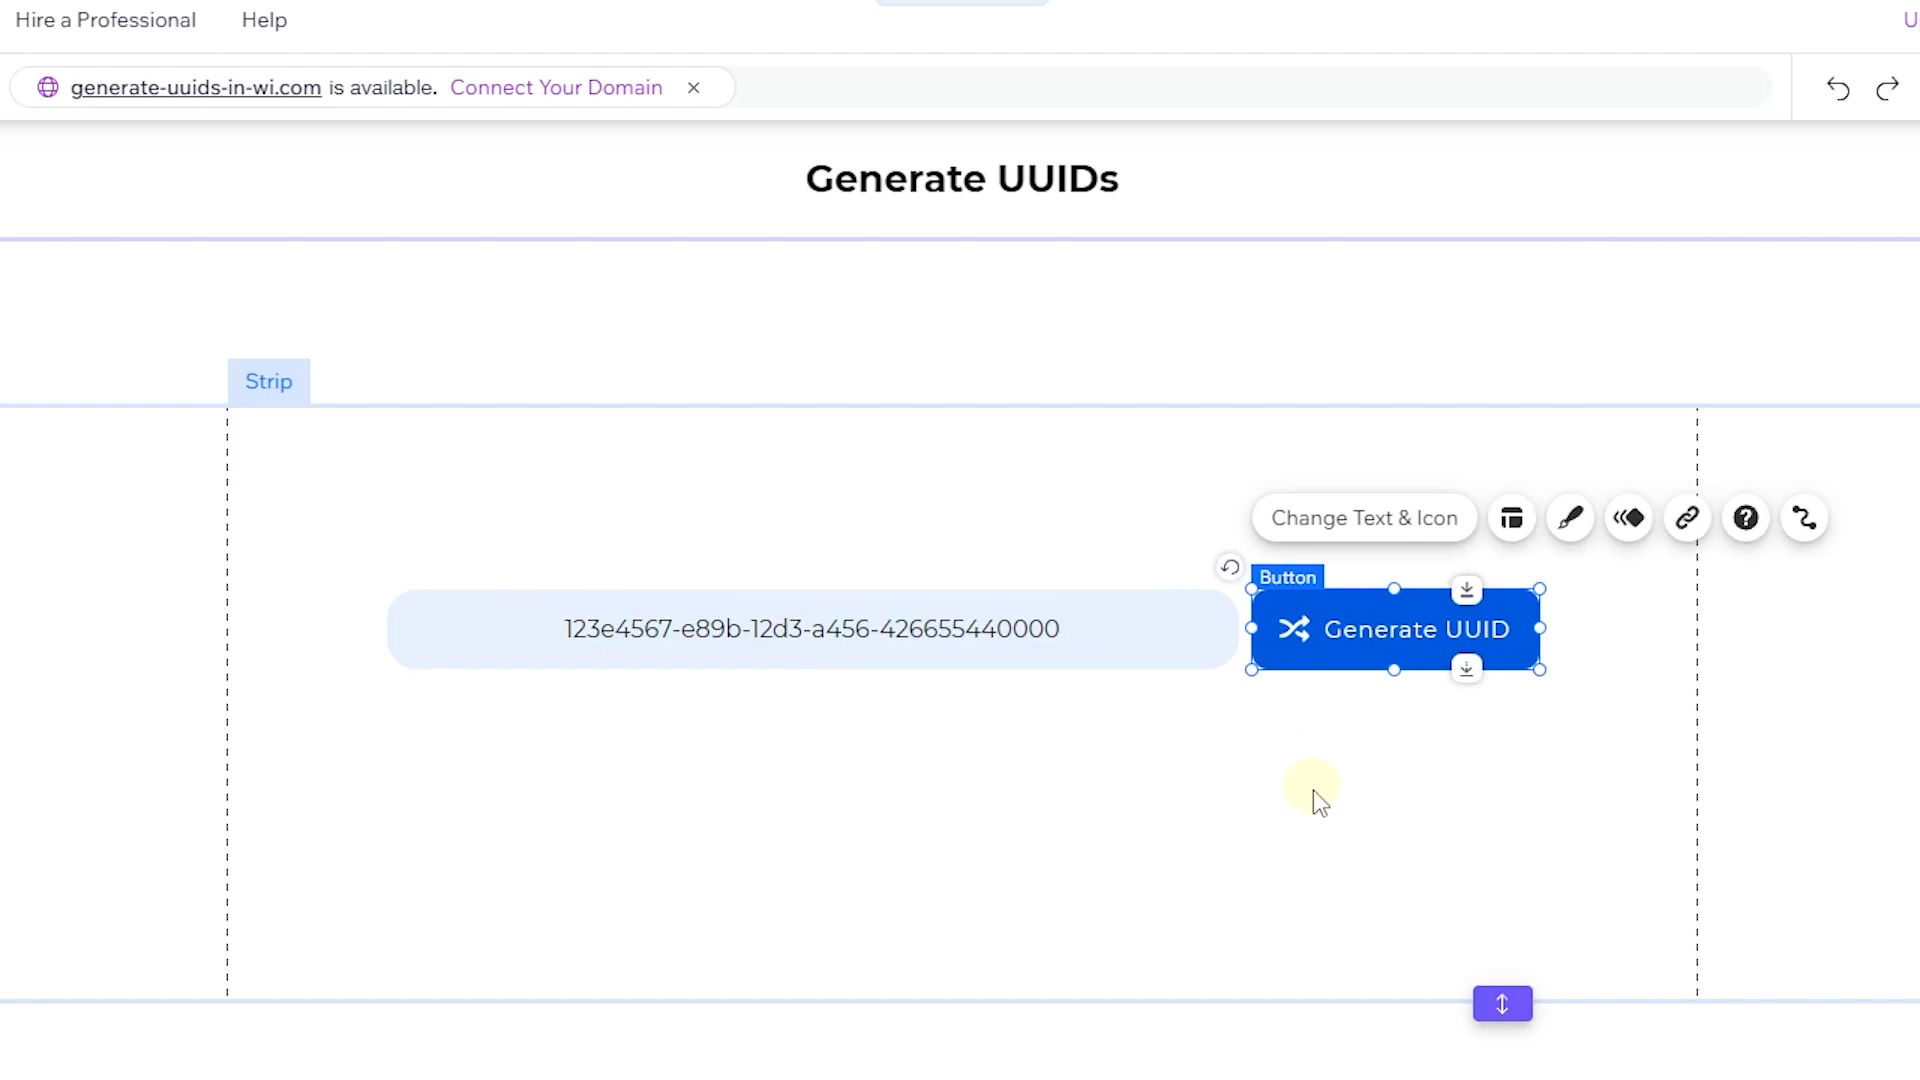 Hire a Professional Help
generate-uuids-in-wi.com is available. Connect Your Domain
Generate UUIDs
Strip
Change Text & Icon
Button
123e4567-e89b-12d3-a456-426655440000
Generate UUID